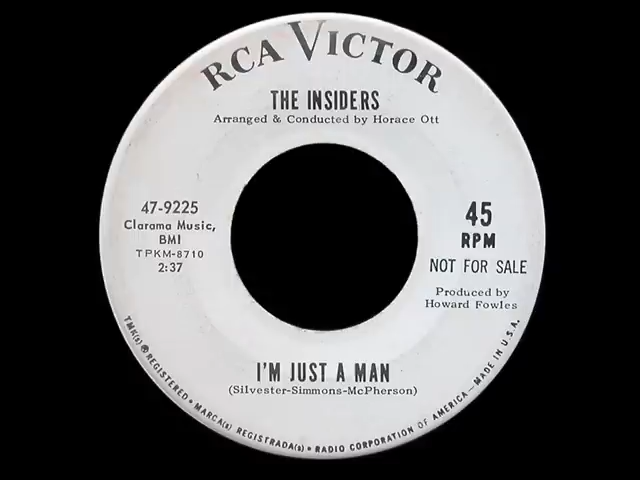 RCA VICTOR
THE INSIDERS
Arranged & Conducted by Horace Ott
47-9225
Clarama Music,
BMI
TPKM-8710
2:37
45
RPM
NOT FOR SALE
Produced by
Howard Fowles
I'M JUST A MAN
(Silvester-Simmons-McPherson)
TMK(s) ® REGISTERED • MARCA(s) REGISTRADA(s) • RADIO CORPORATION OF AMERICA—MADE IN U.S.A.